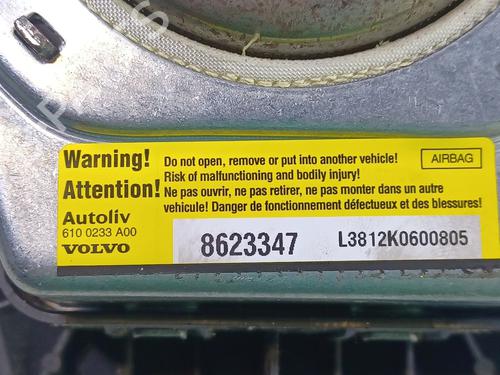 Warning!
Attention!
Do not open, remove or put into another vehicle!
AIRBAG
Risk of malfunctioning and bodily injury!
Ne pas ouvrir, ne pas retirer, ne pas monter dans un autre
vehicule! Danger de fonctionnement défectueux et des blessures!
Autoliv
610 0233 A00
VOLVO
8623347
L3812K0600805